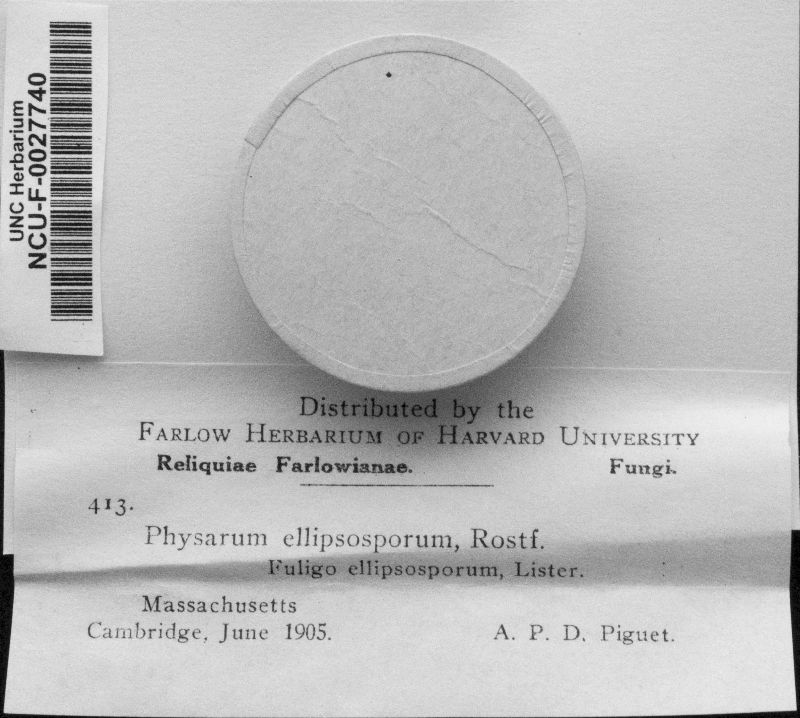 UNC Herbarium
NCU-F-0027740
Distributed by the
FARLOW HERBARIUM OF HARVARD UNIVERSITY
Reliquiae Farlowianae. Fungi.
413.
Physarum ellipsosporum, Rostf.
Fuligo ellipsosporum, Lister.
Massachusetts
Cambridge, June 1905. A. P. D. Piguet.